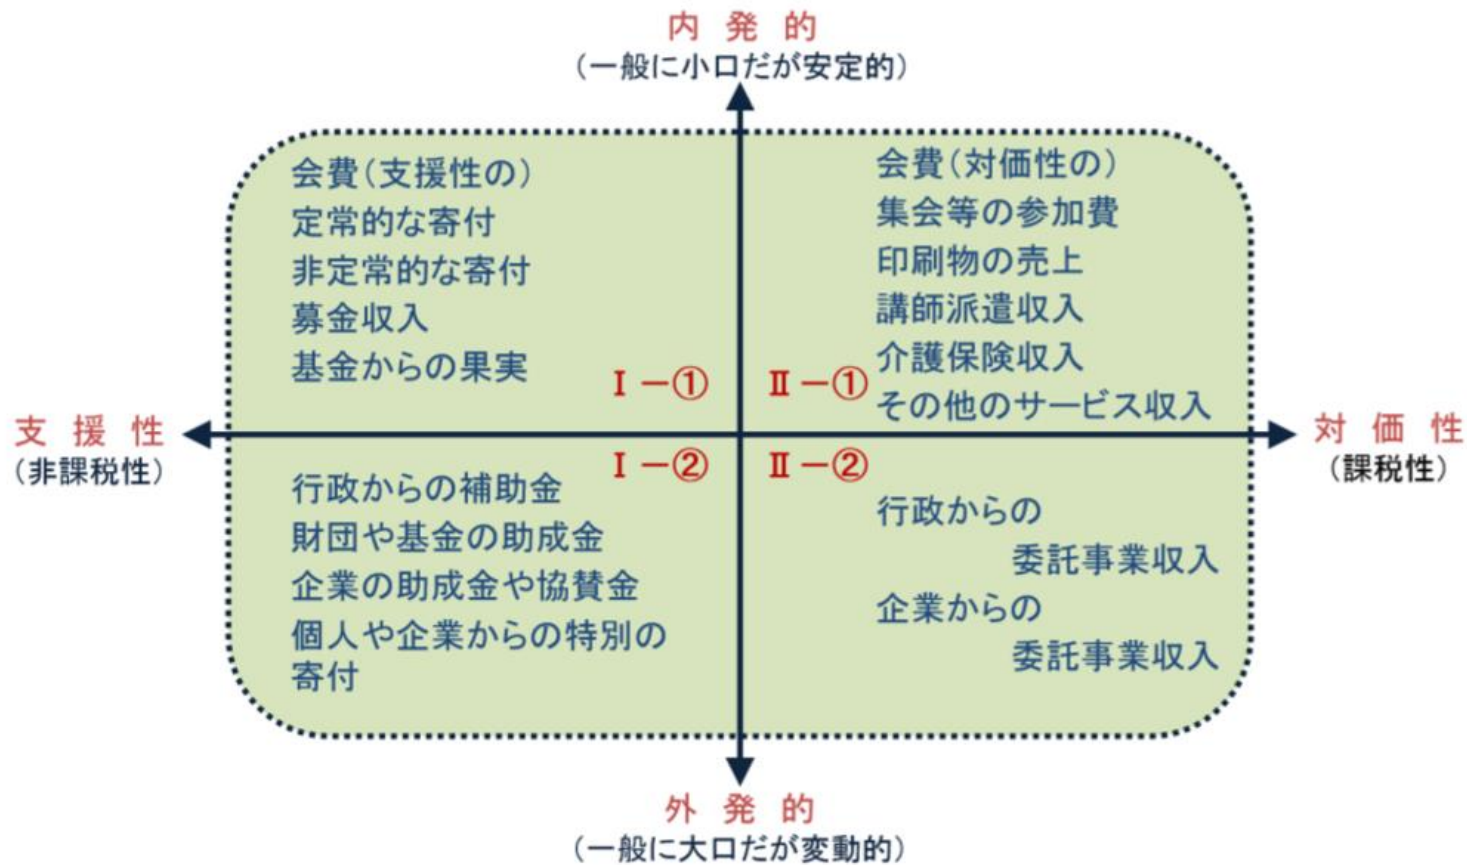 内発的
(一般に小口だが安定的)
会費(支援性の)
定常的な寄付
非定常的な寄付
募金収入
基金からの果実
Ⅰ－①
会費(対価性の)
集会等の参加費
印刷物の売上
講師派遣収入
介護保険収入
その他のサービス収入
Ⅱ－①
支援性
(非課税性)
対価性
(課税性)
Ⅰ－②
行政からの補助金
財団や基金の助成金
企業の助成金や協賛金
個人や企業からの特別の
寄付
Ⅱ－②
行政からの
委託事業収入
企業からの
委託事業収入
外発的
(一般に大口だが変動的)